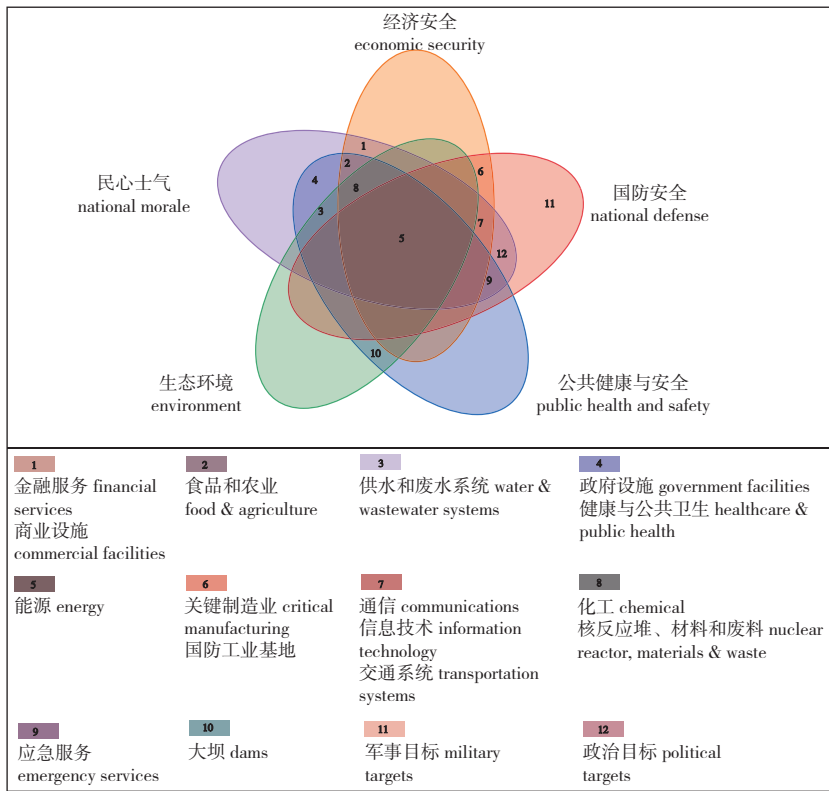 经济安全
economic security
民心士气
national morale
国防安全
national defense
生态环境
environment
公共健康与安全
public health and safety
1
2
4
8
3
6
11
7
5
12
9
10
1
金融服务 financial
services
商业设施
commercial facilities
2
食品和农业
food & agriculture
3
供水和废水系统 water &
wastewater systems
4
政府设施 government facilities
健康与公共卫生 healthcare &
public health
5
能源 energy
6
关键制造业 critical
manufacturing
国防工业基地
7
通信 communications
信息技术 information
technology
交通系统 transportation
systems
8
化工 chemical
核反应堆、材料和废料 nuclear
reactor, materials & waste
9
应急服务
emergency services
10
大坝 dams
11
军事目标 military
targets
12
政治目标 political
targets